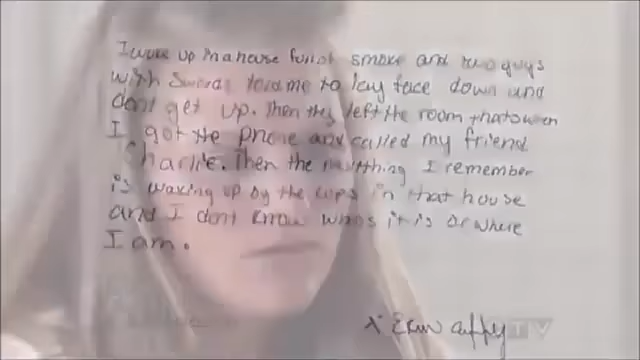 I woke up in a house full of smoke and two guys
with swords told me to lay face down and
dont get up. Then they left the room thats when
I got the phone and called my friend
Charlie. Then the next thing I remember
is waking up by the cops in that house
and I dont know whos it is or where
I am.
x Erin
TV